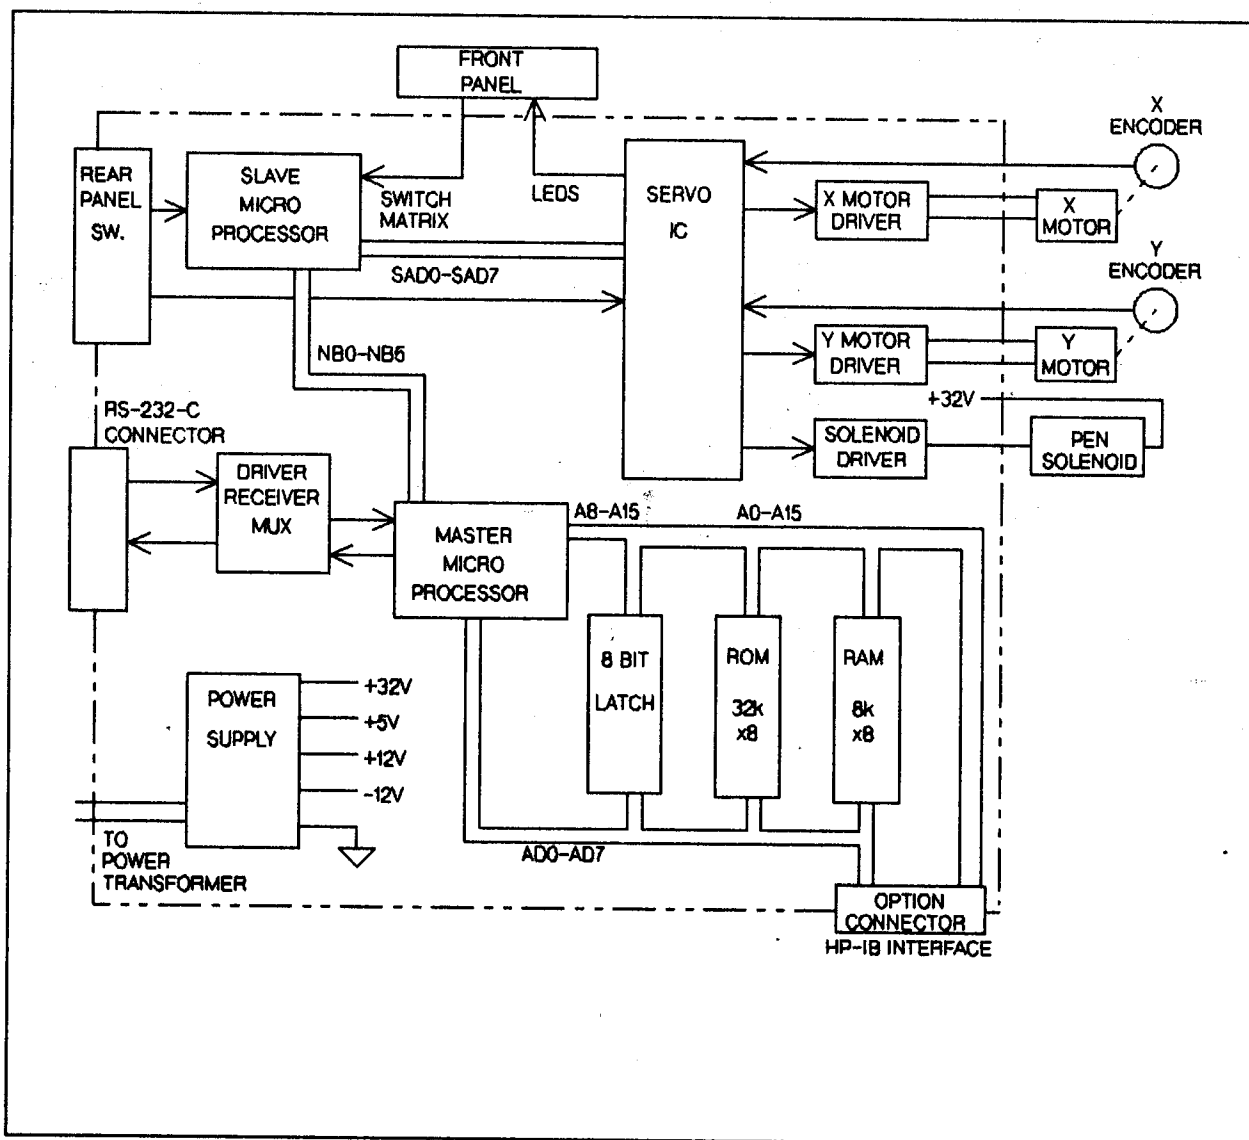 FRONT
PANEL
X
ENCODER
REAR
PANEL
SW.
SLAVE
MICRO
PROCESSOR
SWITCH
MATRIX
LEDS
SERVO
IC
X MOTOR
DRIVER
X
MOTOR
SAD0-SAD7
Y
ENCODER
NB0-NB6
Y MOTOR
DRIVER
Y
MOTOR
+32V
RS-232-C
CONNECTOR
SOLENOID
DRIVER
PEN
SOLENOID
DRIVER
RECEIVER
MUX
MASTER
MICRO
PROCESSOR
A8-A15
A0-A15
8 BIT
LATCH
ROM
32k
x8
RAM
8k
x8
POWER
SUPPLY
+32V
+5V
+12V
-12V
TO
POWER
TRANSFORMER
AD0-AD7
OPTION
CONNECTOR
HP-IB INTERFACE